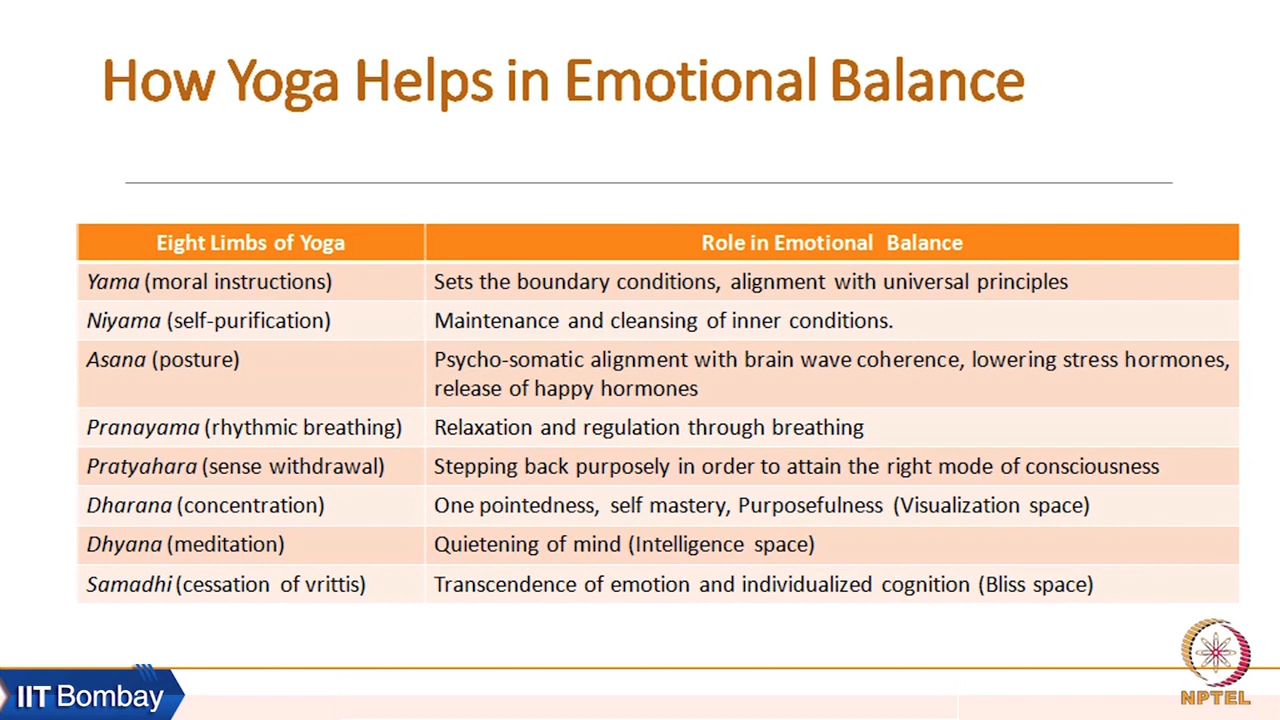 How Yoga Helps in Emotional Balance
Eight Limbs of Yoga Role in Emotional Balance
Yama (moral instructions) Sets the boundary conditions, alignment with universal principles
Niyama (self-purification) Maintenance and cleansing of inner conditions.
Asana (posture) Psycho-somatic alignment with brain wave coherence, lowering stress hormones,
release of happy hormones
Pranayama (rhythmic breathing) Relaxation and regulation through breathing
Pratyahara (sense withdrawal) Stepping back purposely in order to attain the right mode of consciousness
Dharana (concentration) One pointedness, self mastery, Purposefulness (Visualization space)
Dhyana (meditation) Quietening of mind (Intelligence space)
Samadhi (cessation of vrittis) Transcendence of emotion and individualized cognition (Bliss space)
IIT Bombay
NPTEL